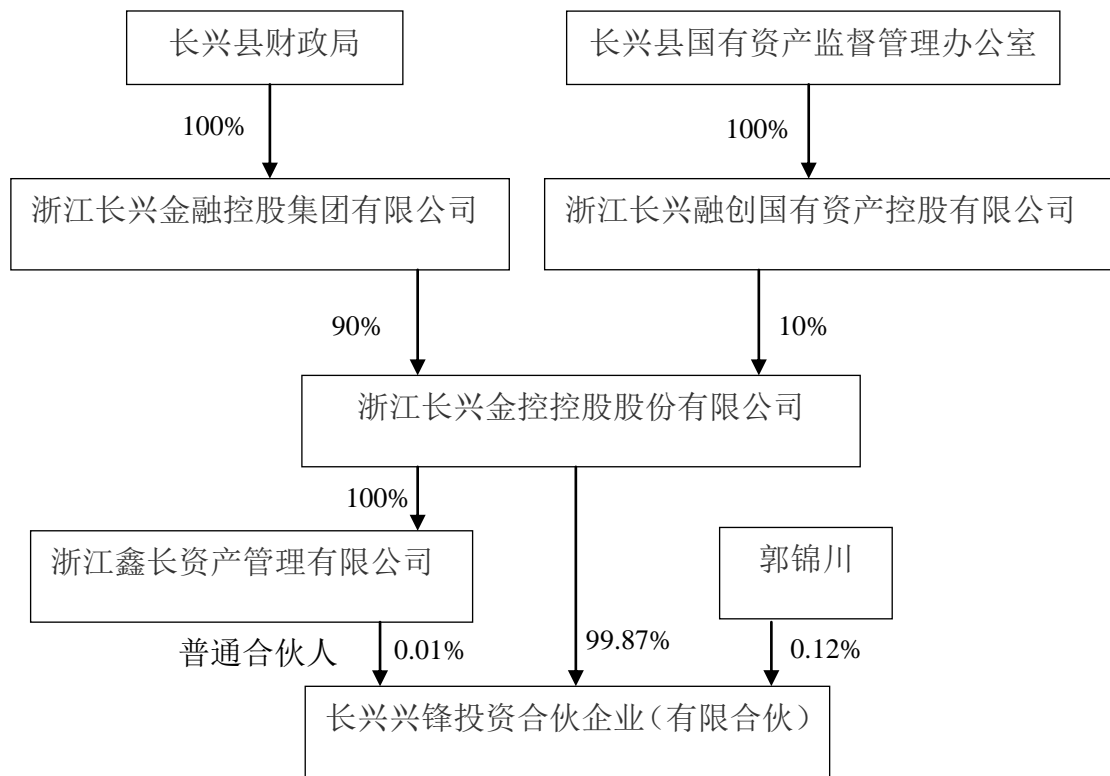 长兴县财政局
长兴县国有资产监督管理办公室
100%
100%
浙江长兴金融控股集团有限公司
浙江长兴融创国有资产控股有限公司
90%
10%
浙江长兴金控控股股份有限公司
100%
浙江鑫长资产管理有限公司
郭锦川
普通合伙人
0.01%
99.87%
0.12%
长兴兴锋投资合伙企业（有限合伙）